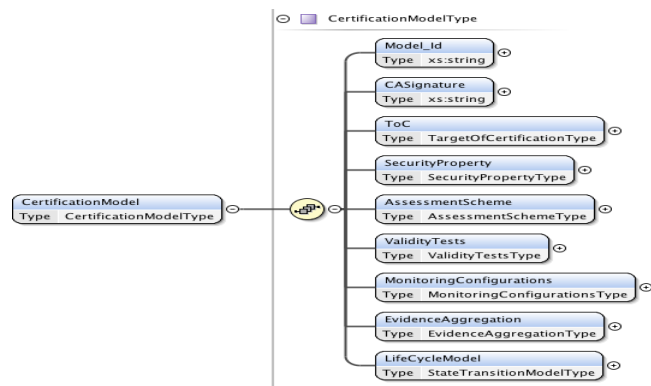 CertificationModelType
Model_Id
Type xs:string
CASignature
Type xs:string
ToC
Type TargetOfCertificationType
SecurityProperty
Type SecurityPropertyType
CertificationModel
Type CertificationModelType
AssessmentScheme
Type AssessmentSchemeType
ValidityTests
Type ValidityTestsType
MonitoringConfigurations
Type MonitoringConfigurationsType
EvidenceAggregation
Type EvidenceAggregationType
LifeCycleModel
Type StateTransitionModelType